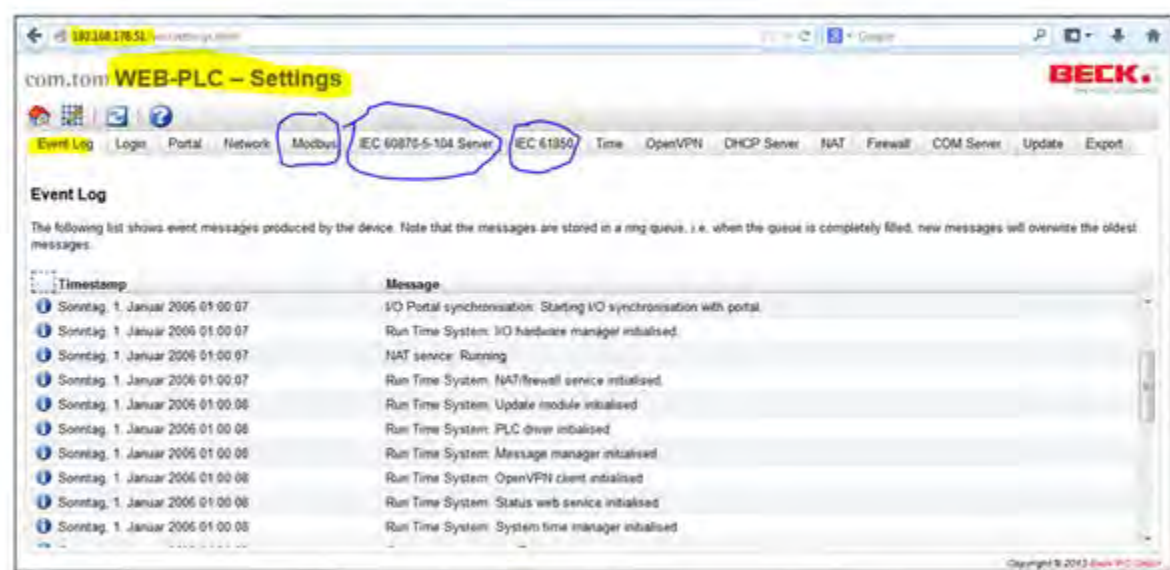 192.168.178.51
Google
com.tom WEB-PLC – Settings
BECK.
Event Log Login Portal Network Modbus IEC 60870-5-104 Server IEC 61850 Time OpenVPN DHCP Server NAT Firewall COM Server Update Export
Event Log
The following list shows event messages produced by the device. Note that the messages are stored in a ring queue, i.e. when the queue is completely filled, new messages will overwrite the oldest
messages.
Timestamp Message
Sonntag, 1. Januar 2006 01:00:07 I/O Portal synchronisation: Starting I/O synchronisation with portal.
Sonntag, 1. Januar 2006 01:00:07 Run Time System: I/O hardware manager initialised.
Sonntag, 1. Januar 2006 01:00:07 NAT service: Running
Sonntag, 1. Januar 2006 01:00:07 Run Time System: NAT/firewall service initialised.
Sonntag, 1. Januar 2006 01:00:08 Run Time System: Update module initialised
Sonntag, 1. Januar 2006 01:00:08 Run Time System: PLC driver initialised
Sonntag, 1. Januar 2006 01:00:08 Run Time System: Message manager initialised
Sonntag, 1. Januar 2006 01:00:08 Run Time System: OpenVPN client initialised
Sonntag, 1. Januar 2006 01:00:08 Run Time System: Status web service initialised.
Sonntag, 1. Januar 2006 01:00:08 Run Time System: System time manager initialised.
Copyright © 2013 Beck IPC GmbH